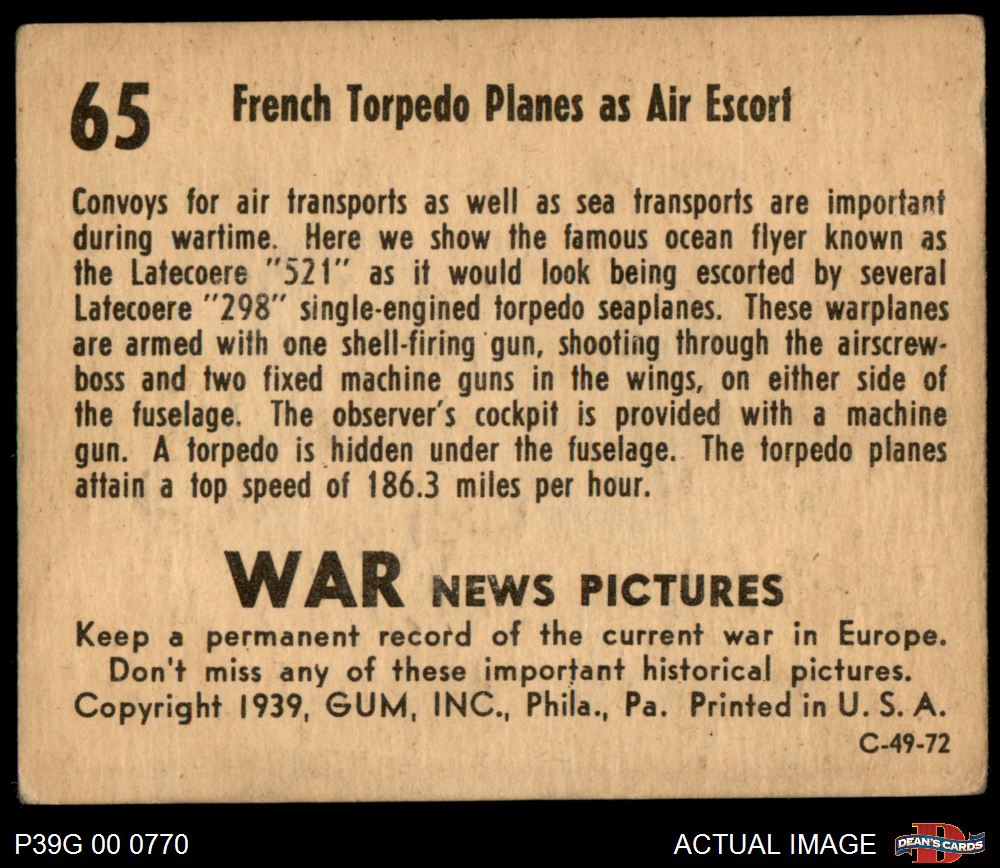 65 French Torpedo Planes as Air Escort
Convoys for air transports as well as sea transports are important
during wartime. Here we show the famous ocean flyer known as
the Latecoere "521" as it would look being escorted by several
Latecoere "298" single-engined torpedo seaplanes. These warplanes
are armed with one shell-firing gun, shooting through the airscrew-
boss and two fixed machine guns in the wings, on either side of
the fuselage. The observer's cockpit is provided with a machine
gun. A torpedo is hidden under the fuselage. The torpedo planes
attain a top speed of 186.3 miles per hour.
WAR NEWS PICTURES
Keep a permanent record of the current war in Europe.
Don't miss any of these important historical pictures.
Copyright 1939, GUM, INC., Phila., Pa. Printed in U. S. A.
C-49-72
P39G 00 0770 ACTUAL IMAGE
D
DEAN'S CARDS